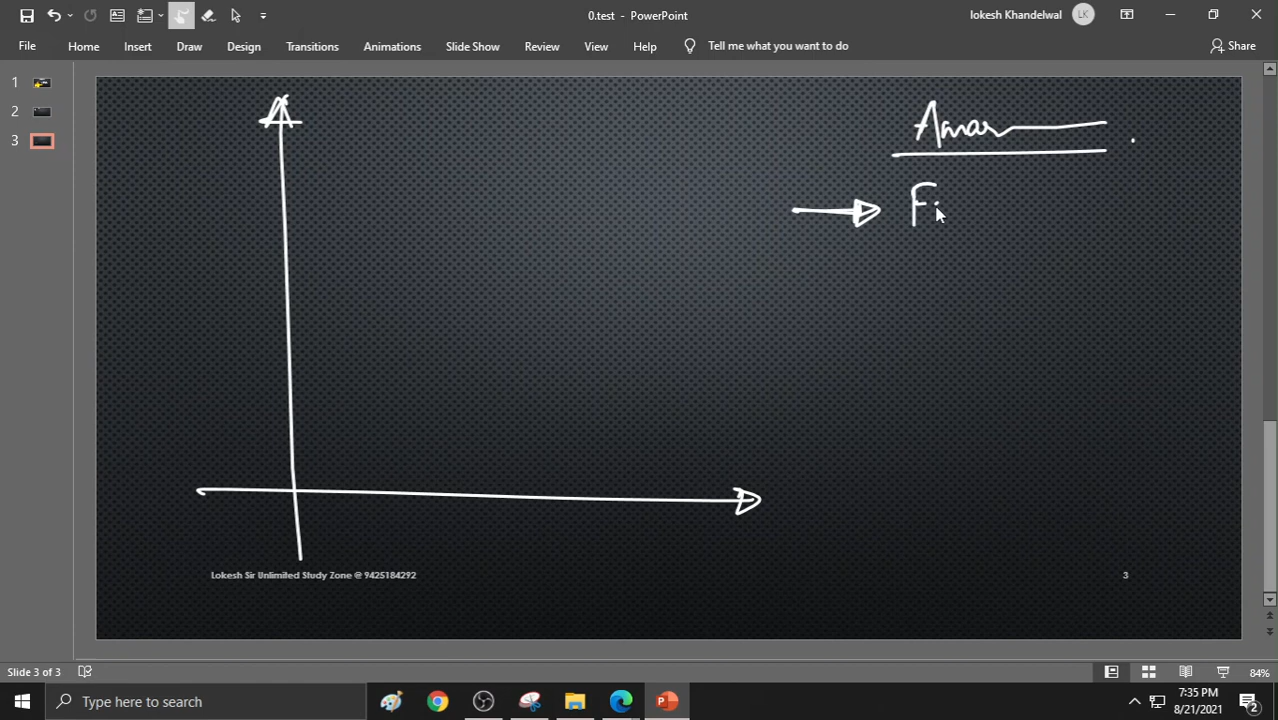 0.test - PowerPoint
lokesh Khandelwal
LK
File
Home
Insert
Draw
Design
Transitions
Animations
Slide Show
Review
View
Help
Tell me what you want to do
Share
1
2
3
Fi
Lokesh Sir Unlimited Study Zone @ 9425184292
3
Slide 3 of 3
84%
Type here to search
7:35 PM
8/21/2021
2